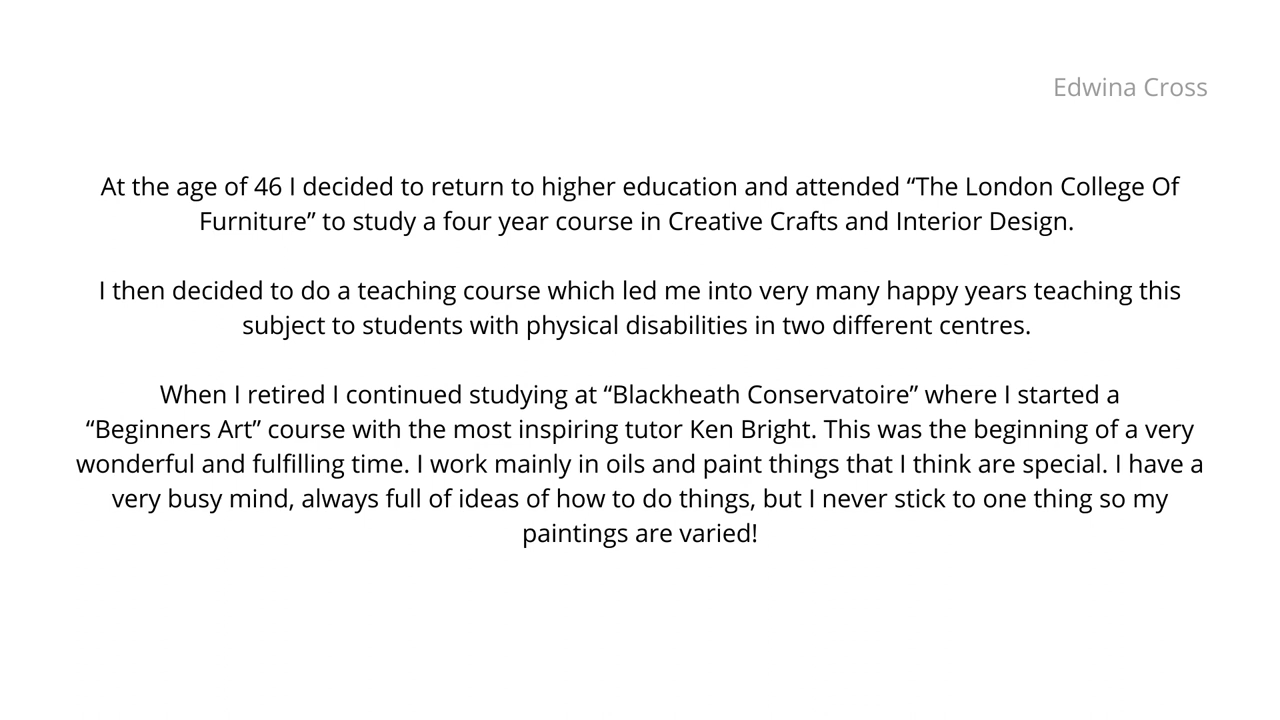 Edwina Cross
At the age of 46 I decided to return to higher education and attended “The London College Of
Furniture” to study a four year course in Creative Crafts and Interior Design.
I then decided to do a teaching course which led me into very many happy years teaching this
subject to students with physical disabilities in two different centres.
When I retired I continued studying at “Blackheath Conservatoire” where I started a
“Beginners Art” course with the most inspiring tutor Ken Bright. This was the beginning of a very
wonderful and fulfilling time. I work mainly in oils and paint things that I think are special. I have a
very busy mind, always full of ideas of how to do things, but I never stick to one thing so my
paintings are varied!